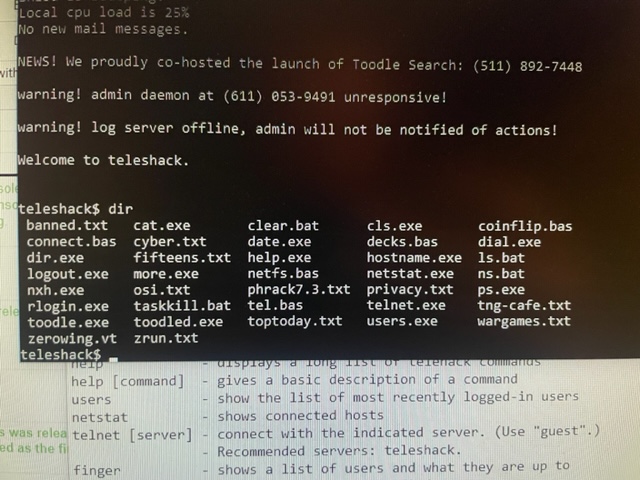 Local cpu load is 25%
No new mail messages.
NEWS! We proudly co-hosted the launch of Toodle Search: (511) 892-7448
warning! admin daemon at (611) 053-9491 unresponsive!
warning! log server offline, admin will not be notified of actions!
Welcome to teleshack.
teleshack$ dir
banned.txt cat.exe clear.bat cls.exe coinflip.bas
connect.bas cyber.txt date.exe decks.bas dial.exe
dir.exe fifteens.txt help.exe hostname.exe ls.bat
logout.exe more.exe netfs.bas netstat.exe ns.bat
nxh.exe osi.txt phrack7.3.txt privacy.txt ps.exe
rlogin.exe taskkill.bat tel.bas telnet.exe tng-cafe.txt
toodle.exe toodled.exe toptoday.txt users.exe wargames.txt
zerowing.vt zrun.txt
teleshack$
help - displays a long list of telehack commands
help [command] - gives a basic description of a command
users - show the list of most recently logged-in users
netstat - shows connected hosts
s was relea telnet [server] - connect with the indicated server. (Use "guest".)
ed as the fi - Recommended servers: teleshack.
finger - shows a list of users and what they are up to